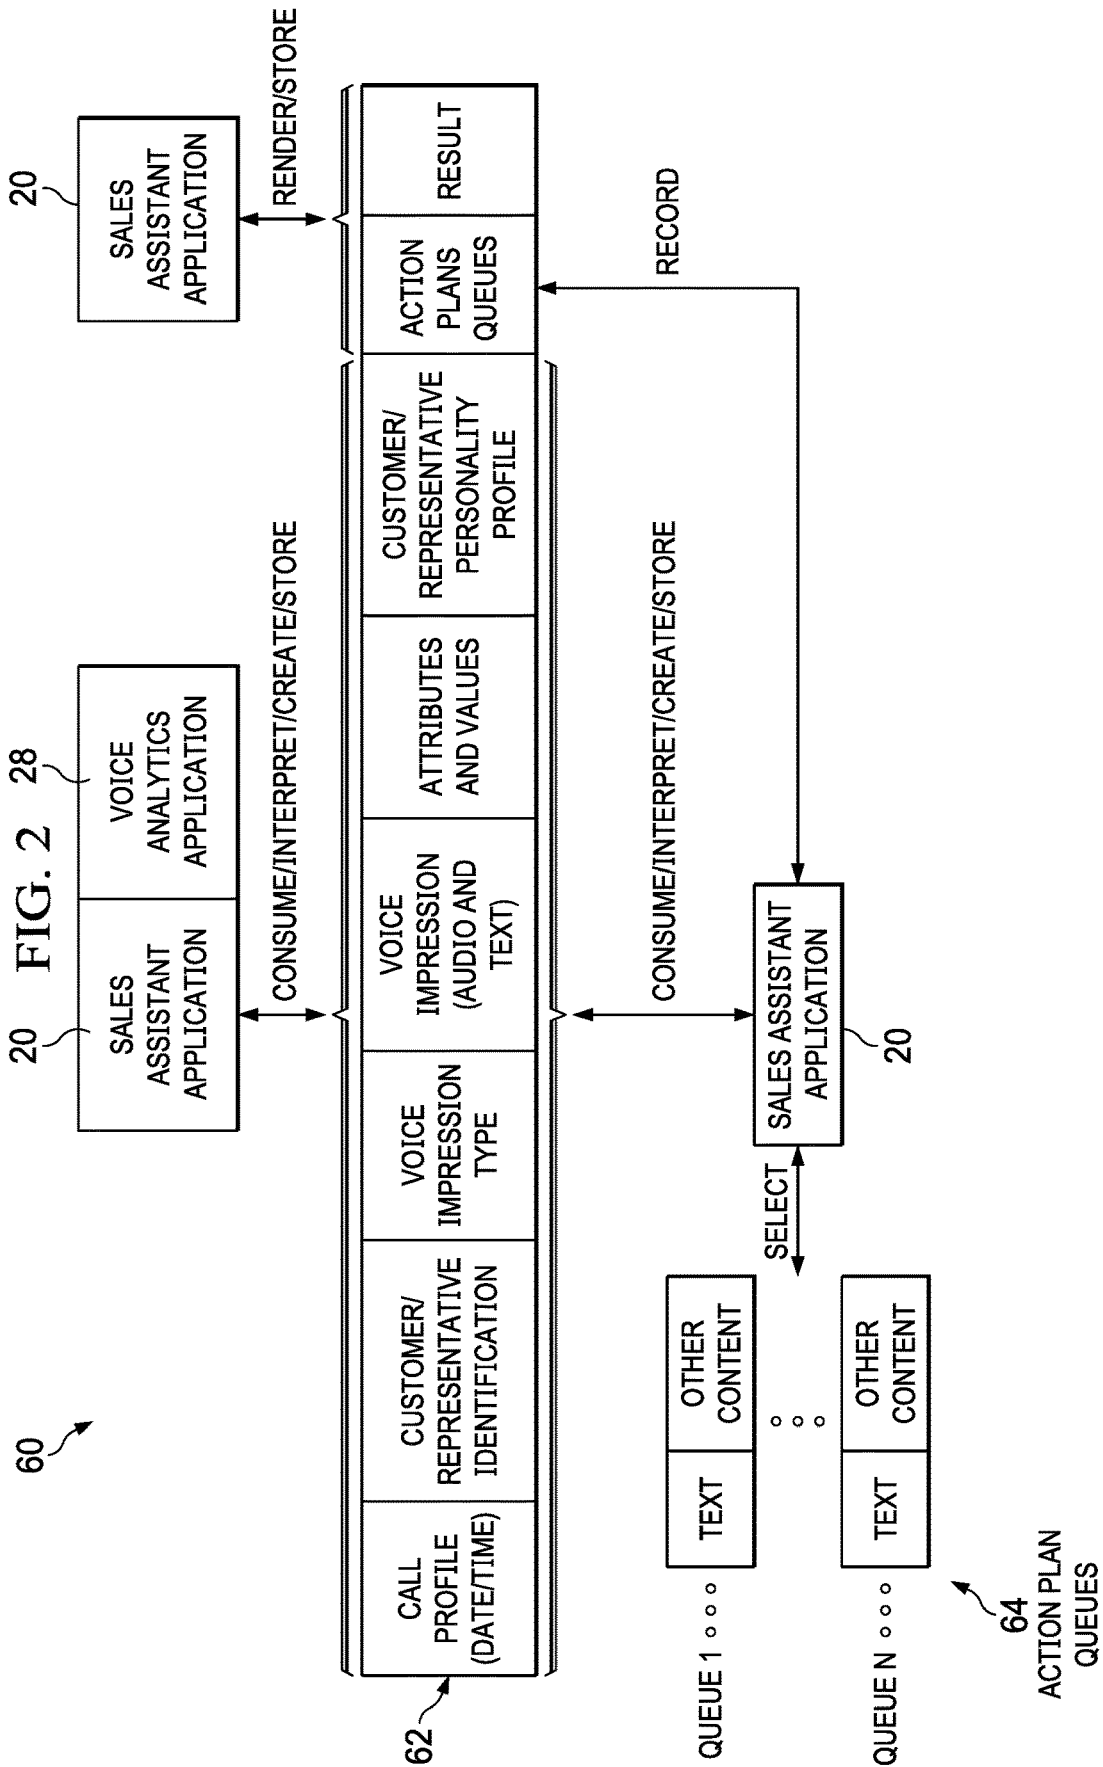 FIG. 2
60
20
SALES
ASSISTANT
APPLICATION
28
VOICE
ANALYTICS
APPLICATION
20
SALES
ASSISTANT
APPLICATION
CONSUME/INTERPRET/CREATE/STORE
RENDER/STORE
62
CALL
PROFILE
(DATE/TIME)
CUSTOMER/
REPRESENTATIVE
IDENTIFICATION
VOICE
IMPRESSION
TYPE
VOICE
IMPRESSION
(AUDIO AND
TEXT)
ATTRIBUTES
AND VALUES
CUSTOMER/
REPRESENTATIVE
PERSONALITY
PROFILE
ACTION
PLANS
QUEUES
RESULT
CONSUME/INTERPRET/CREATE/STORE
RECORD
QUEUE 1
TEXT
OTHER
CONTENT
SELECT
SALES ASSISTANT
APPLICATION
20
QUEUE N
TEXT
OTHER
CONTENT
64
ACTION PLAN
QUEUES